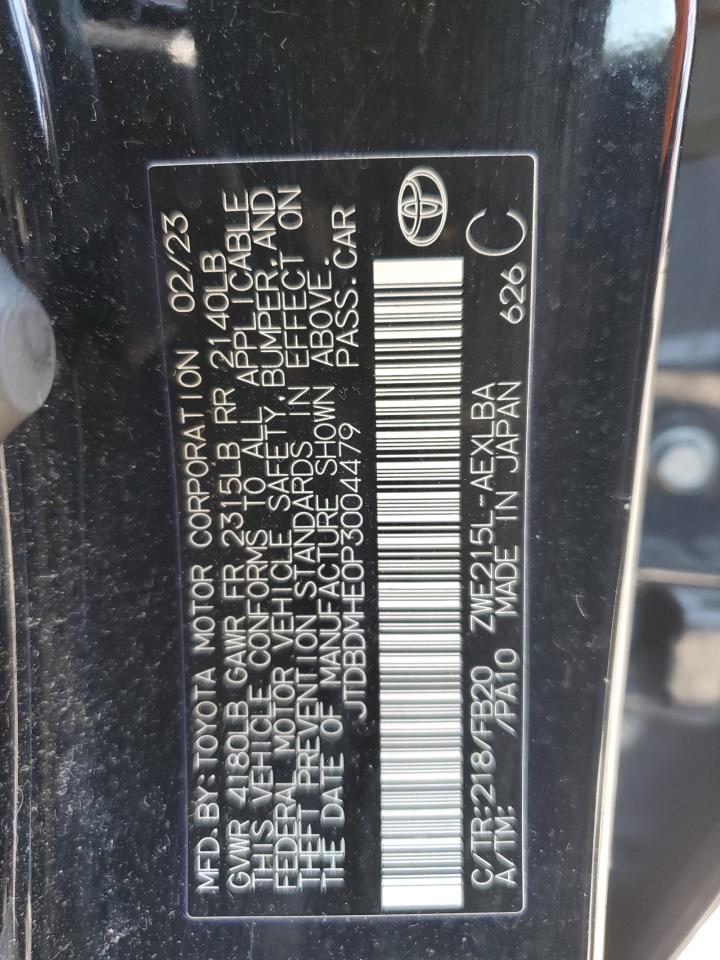 MFD.BY:TOYOTA MOTOR CORPORATION 02/23
GVWR 4180LB GAWR FR 2315LB RR 2140LB
THIS VEHICLE CONFORMS TO ALL APPLICABLE
FEDERAL MOTOR VEHICLE SAFETY,BUMPER,AND
THEFT PREVENTION STANDARDS IN EFFECT ON
THE DATE OF MANUFACTURE SHOWN ABOVE.
JTDBDMHE0P3004479 PASS.CAR
C/TR:218/FB20 ZWE215L-AEXLBA
A/TM: /PA10 MADE IN JAPAN 626 C